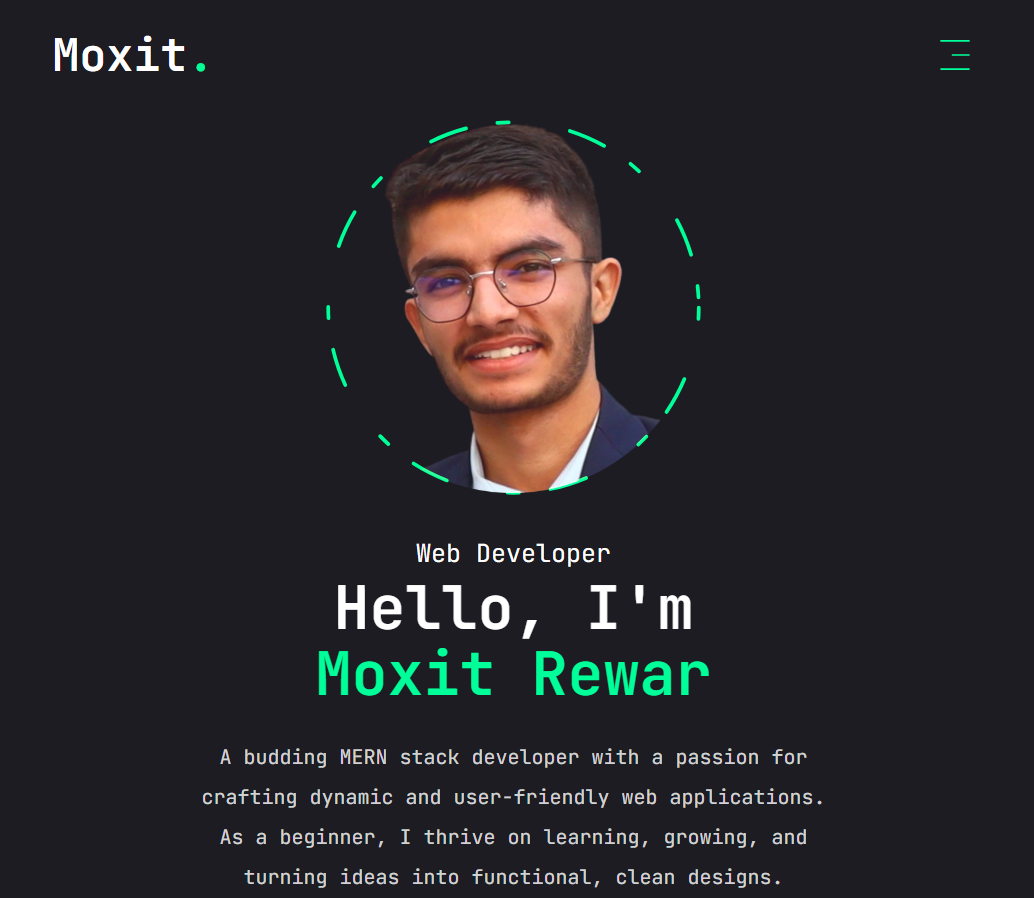 Moxit.
Web Developer
Hello, I'm
Moxit Rewar
A budding MERN stack developer with a passion for
crafting dynamic and user-friendly web applications.
As a beginner, I thrive on learning, growing, and
turning ideas into functional, clean designs.